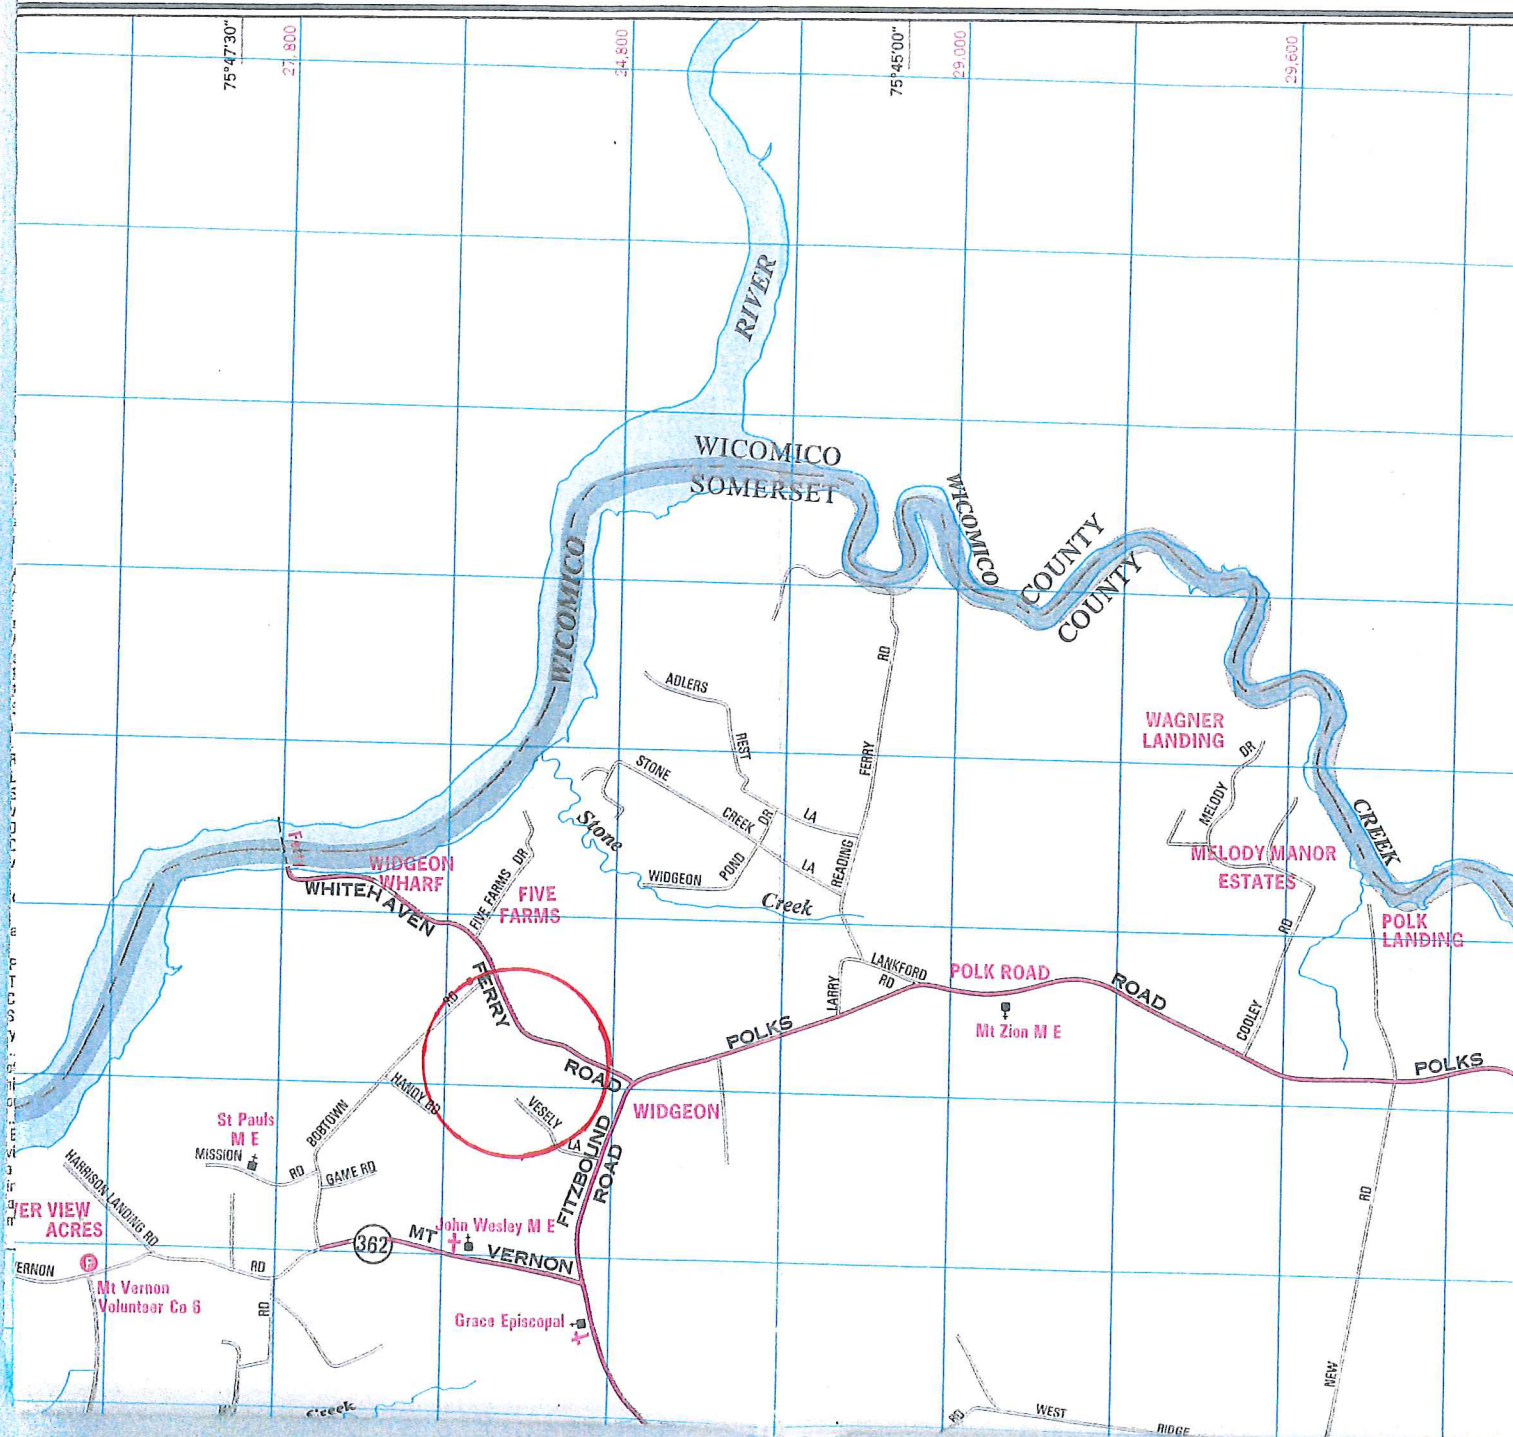 75°47'30"
27,800
24,800
75°45'00"
29,000
29,600
RIVER
WICOMICO
SOMERSET
WICOMICO
COUNTY
COUNTY
WICOMICO
ADLERS
REST
LA
RD
FERRY
READING
STONE
CREEK
LA
DR
POND
WIDGEON
Stone
Creek
WAGNER
LANDING
MELODY
DR
MELODY MANOR
ESTATES
CREEK
POLK
LANDING
Ferry
WIDGEON
WHARF
WHITEHAVEN
FERRY
ROAD
FIVE FARMS DR
FIVE
FARMS
LARRY
LANKFORD
RD
POLK ROAD
ROAD
POLKS
POLKS
Mt Zion M E
COOLEY
RD
RD
BOBTOWN
HANDY RD
VESELY
LA
WIDGEON
FITZBOUND
ROAD
St Pauls
M E
MISSION
RD
GAME RD
HARRISON LANDING RD
VER VIEW
ACRES
362
MT
VERNON
John Wesley M E
ERNON
RD
F
Mt Vernon
Volunteer Co 6
RD
Grace Episcopal
Creek
RD
NEW
RD
WEST
RIDGE